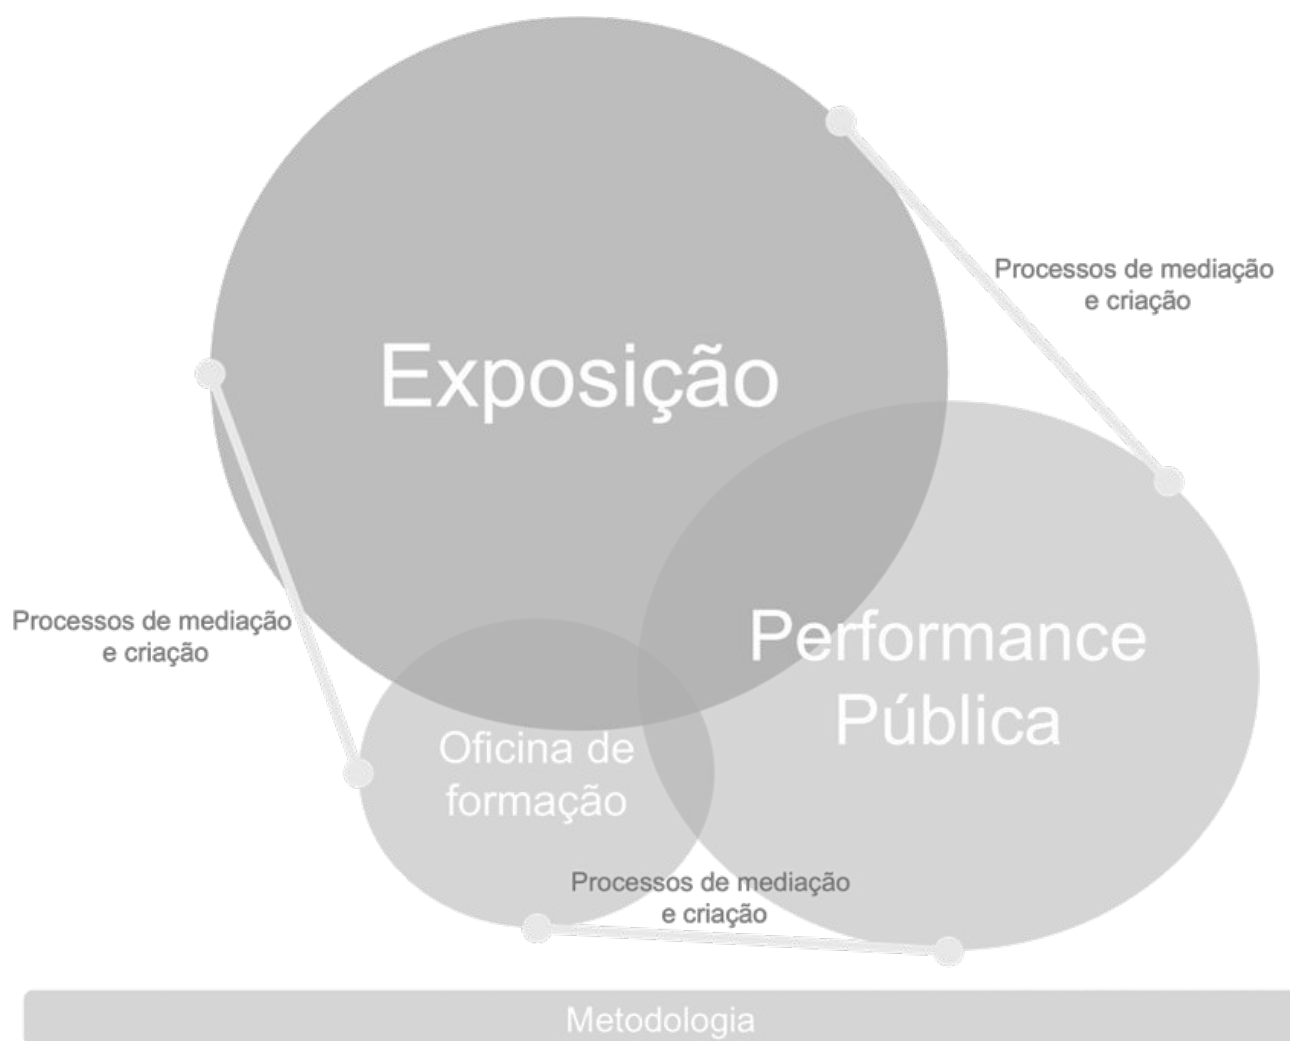 Processos de mediação
e criação
Exposição
Processos de mediação
e criação
Performance
Pública
Oficina de
formação
Processos de mediação
e criação
Metodologia